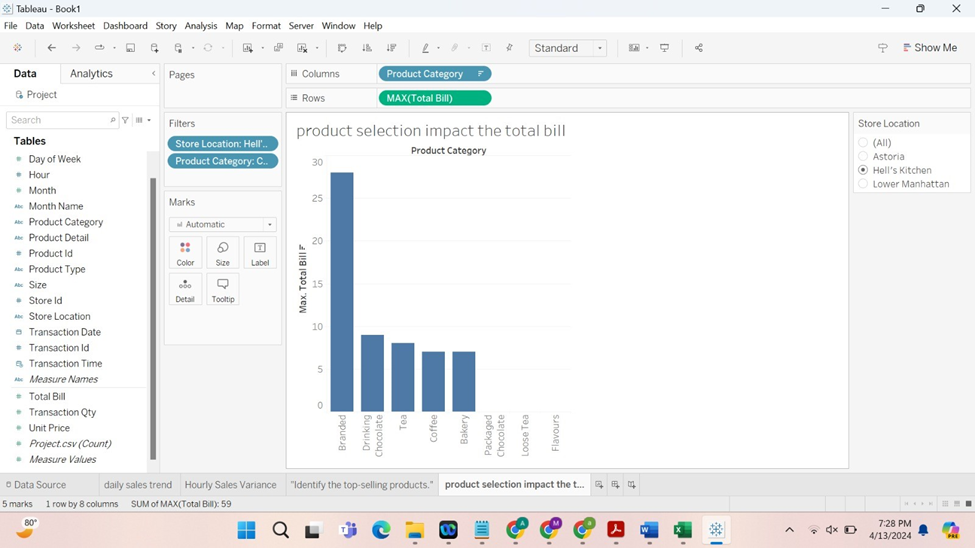 Tableau - Book1
File Data Worksheet Dashboard Story Analysis Map Format Server Window Help
Standard
Show Me
Data
Analytics
Project
Search
Tables
Day of Week
Hour
Month
Abc Month Name
Abc Product Category
Abc Product Detail
Product Id
Abc Product Type
Abc Size
Store Id
Abc Store Location
Transaction Date
Transaction Id
Transaction Time
Abc Measure Names
Total Bill
Transaction Qty
Unit Price
Project.csv (Count)
Measure Values
Pages
Filters
Store Location: Hell'..
Product Category: C..
Marks
Automatic
Color
Size
Label
Detail
Tooltip
Columns
Product Category
Rows
MAX(Total Bill)
product selection impact the total bill
Product Category
Max. Total Bill
30
25
20
15
10
5
0
Branded
Drinking
Chocolate
Tea
Coffee
Bakery
Packaged
Chocolate
Loose Tea
Flavours
Store Location
(All)
Astoria
Hell's Kitchen
Lower Manhattan
Data Source
daily sales trend
Hourly Sales Variance
"Identify the top-selling products."
product selection impact the t...
5 marks 1 row by 8 columns SUM of MAX(Total Bill): 59
80°
7:28 PM
4/13/2024